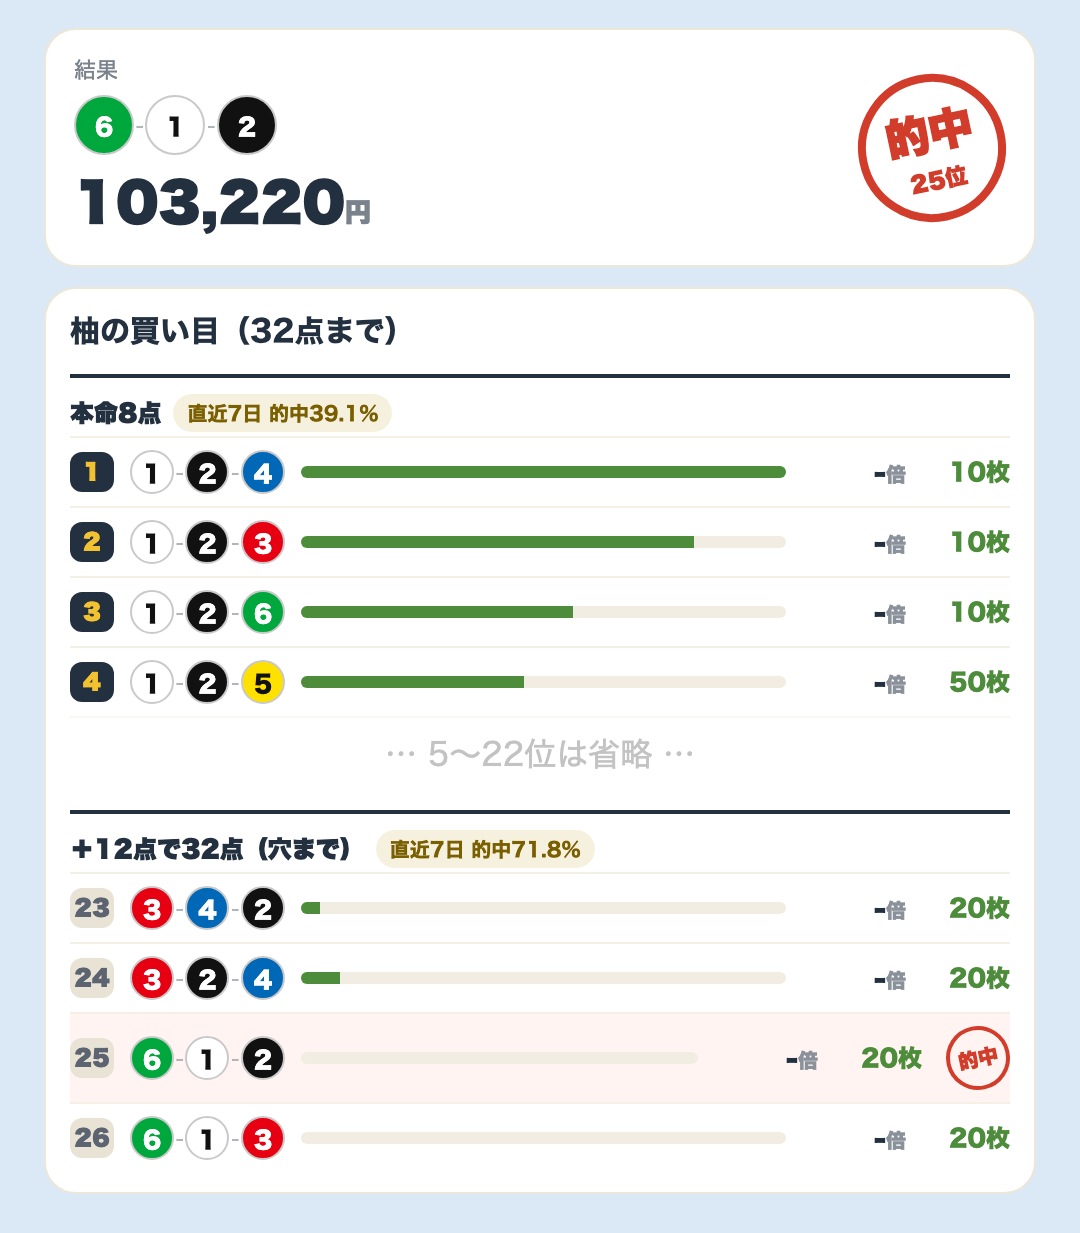 結果
6-1-2
103,220円
的中
25位
柚の買い目（32点まで）
本命8点 直近7日 的中39.1%
1 1-2-4 -倍 10枚
2 1-2-3 -倍 10枚
3 1-2-6 -倍 10枚
4 1-2-5 -倍 50枚
… 5〜22位は省略 …
+12点で32点（穴まで） 直近7日 的中71.8%
23 3-4-2 -倍 20枚
24 3-2-4 -倍 20枚
25 6-1-2 -倍 20枚 的中
26 6-1-3 -倍 20枚